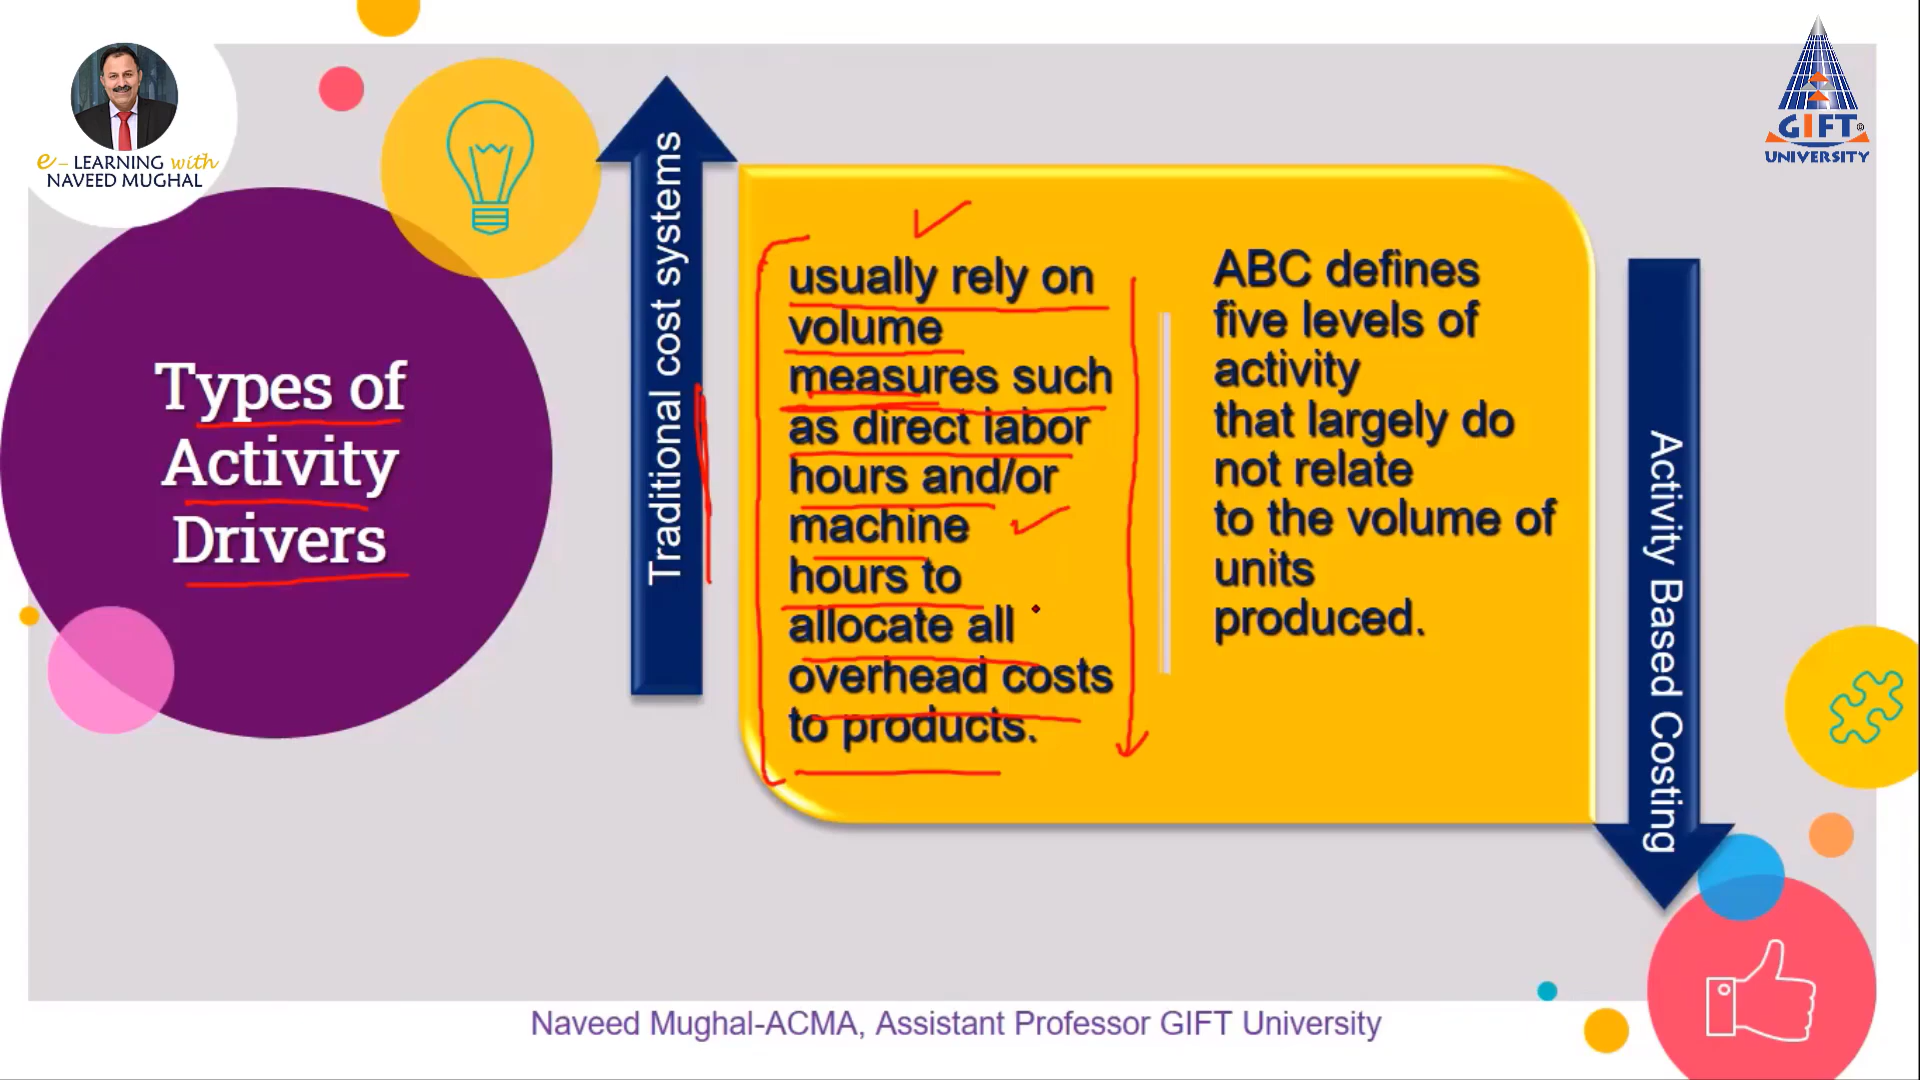 e- LEARNING with
NAVEED MUGHAL
GIFT®
UNIVERSITY
Types of
Activity
Drivers
Traditional cost systems
usually rely on
volume
measures such
as direct labor
hours and/or
machine
hours to
allocate all
overhead costs
to products.
ABC defines
five levels of
activity
that largely do
not relate
to the volume of
units
produced.
Activity Based Costing
Naveed Mughal-ACMA, Assistant Professor GIFT University